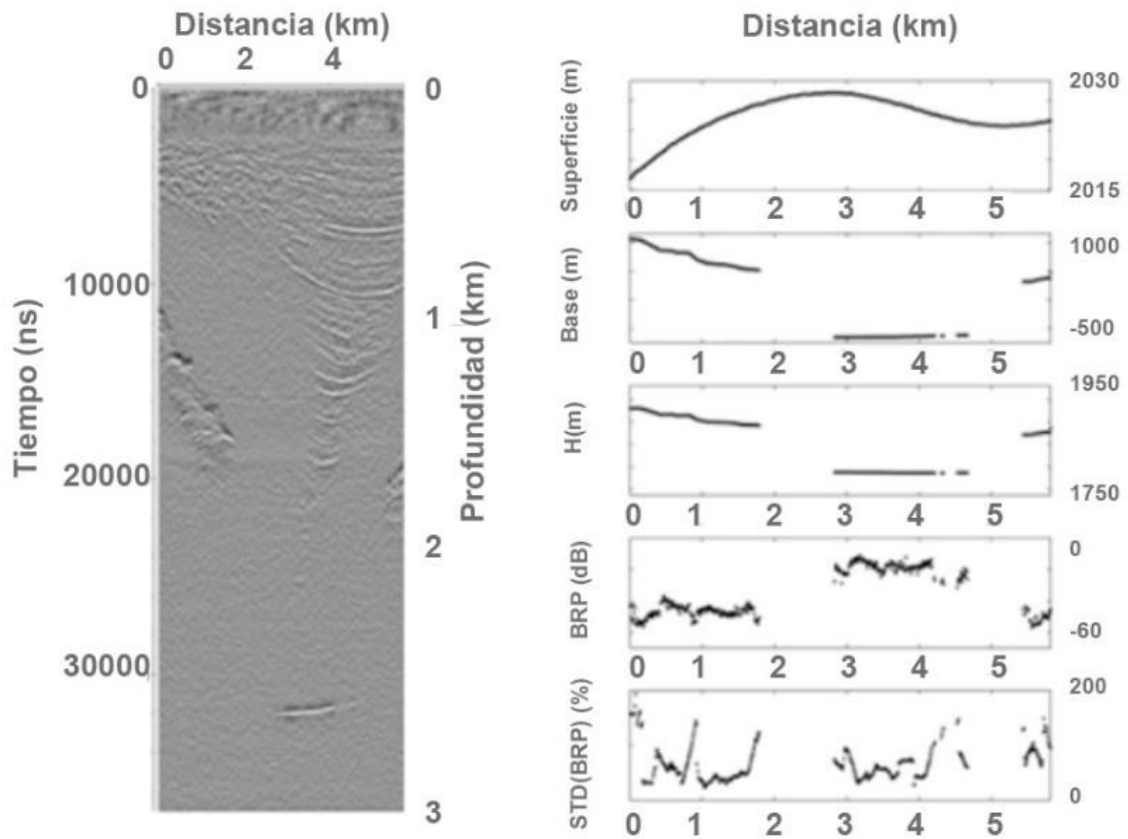 Distancia (km)
0 2 4
0
10000
20000
30000
Tiempo (ns)
0
1
2
3
Profundidad (km)
Distancia (km)
Superficie (m)
2030
2015
0 1 2 3 4 5
Base (m)
1000
-500
0 1 2 3 4 5
H(m)
1950
1750
0 1 2 3 4 5
BRP (dB)
0
-60
0 1 2 3 4 5
STD(BRP) (%)
200
0
0 1 2 3 4 5